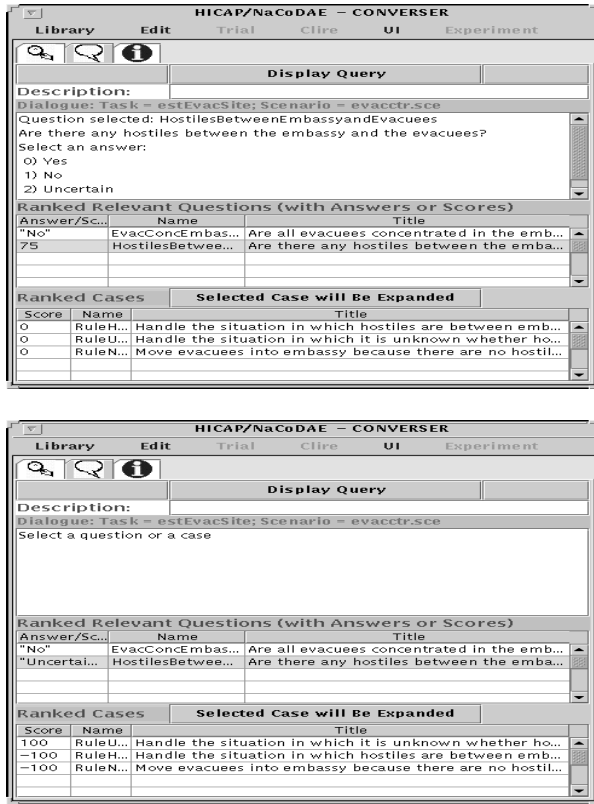 HICAP/NaCoDAE – CONVERSER
Library Edit Trial Clire UI Experiment
Display Query
Description:
Dialogue: Task = estEvacSite; Scenario = evacctr.sce
Question selected: HostilesBetweenEmbassyandEvacuees
Are there any hostiles between the embassy and the evacuees?
Select an answer:
0) Yes
1) No
2) Uncertain
Ranked Relevant Questions (with Answers or Scores)
Answer/Sc... Name Title
"No" EvacConcEmbas... Are all evacuees concentrated in the emb...
75 HostilesBetwee... Are there any hostiles between the emba...
Ranked Cases Selected Case will Be Expanded
Score Name Title
0 RuleH... Handle the situation in which hostiles are between emb...
0 RuleU... Handle the situation in which it is unknown whether ho...
0 RuleN... Move evacuees into embassy because there are no hostil...
HICAP/NaCoDAE – CONVERSER
Library Edit Trial Clire UI Experiment
Display Query
Description:
Dialogue: Task = estEvacSite; Scenario = evacctr.sce
Select a question or a case
Ranked Relevant Questions (with Answers or Scores)
Answer/Sc... Name Title
"No" EvacConcEmbas... Are all evacuees concentrated in the emb...
"Uncertai... HostilesBetwee... Are there any hostiles between the emba...
Ranked Cases Selected Case will Be Expanded
Score Name Title
100 RuleU... Handle the situation in which it is unknown whether ho...
−100 RuleH... Handle the situation in which hostiles are between emb...
−100 RuleN... Move evacuees into embassy because there are no hostil...